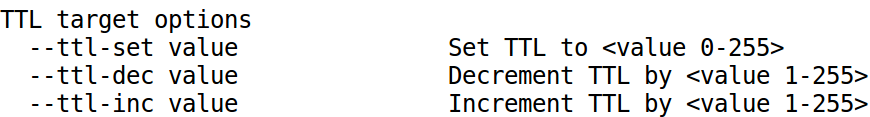 TTL target options
  --ttl-set value                Set TTL to <value 0-255>
  --ttl-dec value                Decrement TTL by <value 1-255>
  --ttl-inc value                Increment TTL by <value 1-255>